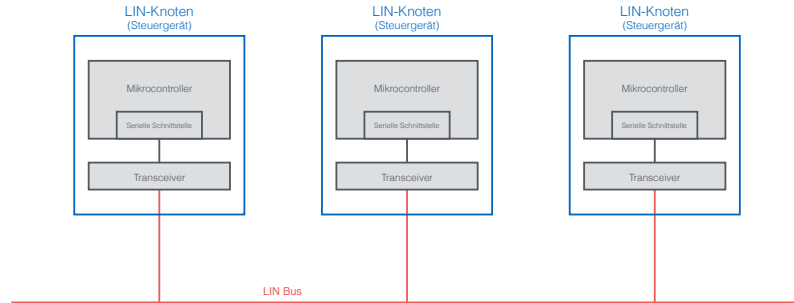 LIN-Knoten
(Steuergerät)
Mikrocontroller
Serielle Schnittstelle
Transceiver
LIN-Knoten
(Steuergerät)
Mikrocontroller
Serielle Schnittstelle
Transceiver
LIN-Knoten
(Steuergerät)
Mikrocontroller
Serielle Schnittstelle
Transceiver
LIN Bus